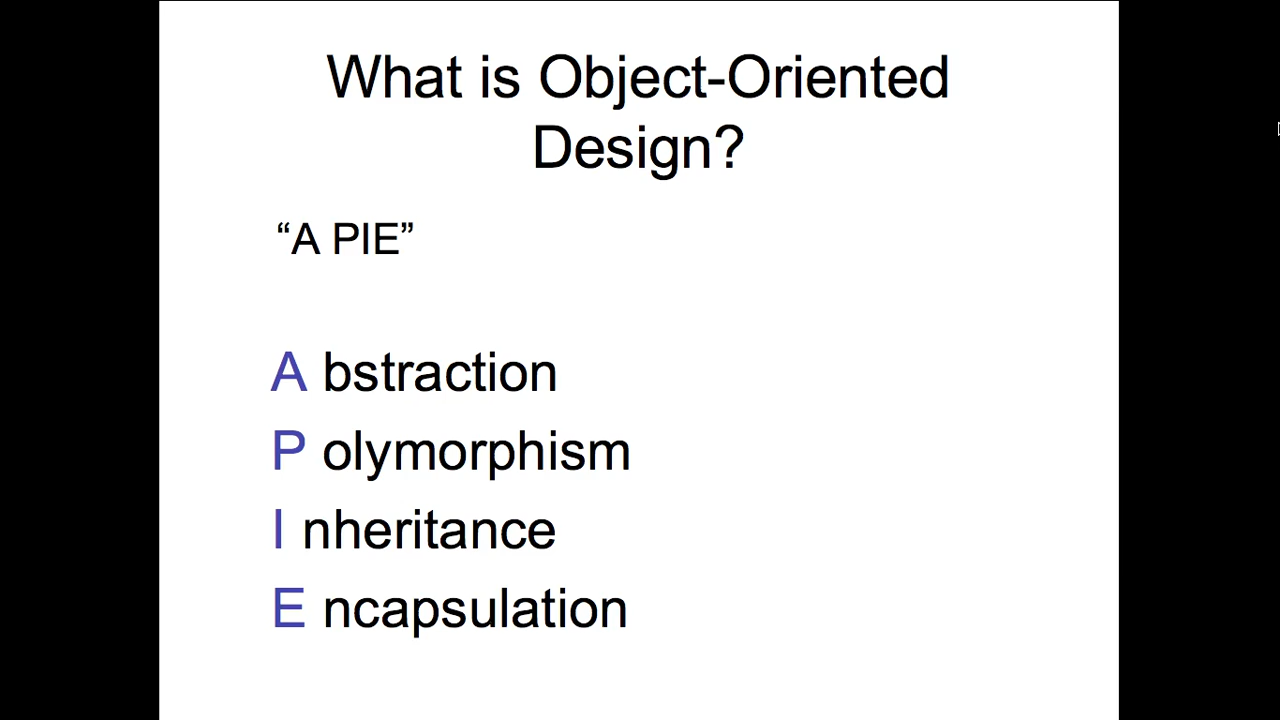 What is Object-Oriented
Design?
“A PIE”
A bstraction
P olymorphism
I nheritance
E ncapsulation